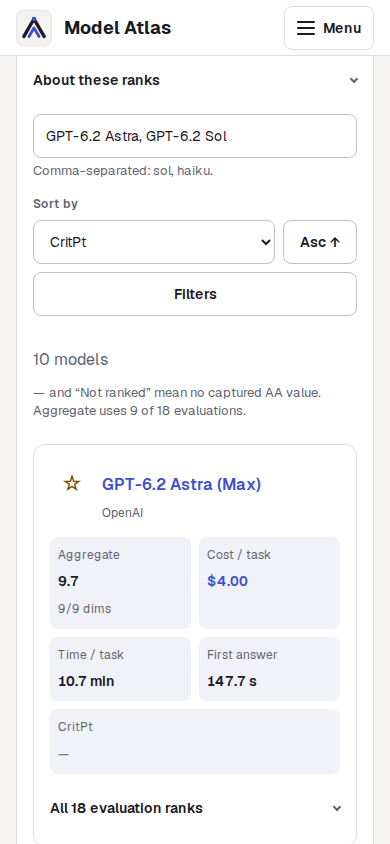 Model Atlas
Menu
About these ranks
GPT-6.2 Astra, GPT-6.2 Sol
Comma-separated: sol, haiku.
Sort by
CritPt
Asc ↑
Filters
10 models
— and “Not ranked” mean no captured AA value.
Aggregate uses 9 of 18 evaluations.
☆ GPT-6.2 Astra (Max)
OpenAI
Aggregate
9.7
9/9 dims
Cost / task
$4.00
Time / task
10.7 min
First answer
147.7 s
CritPt
—
All 18 evaluation ranks